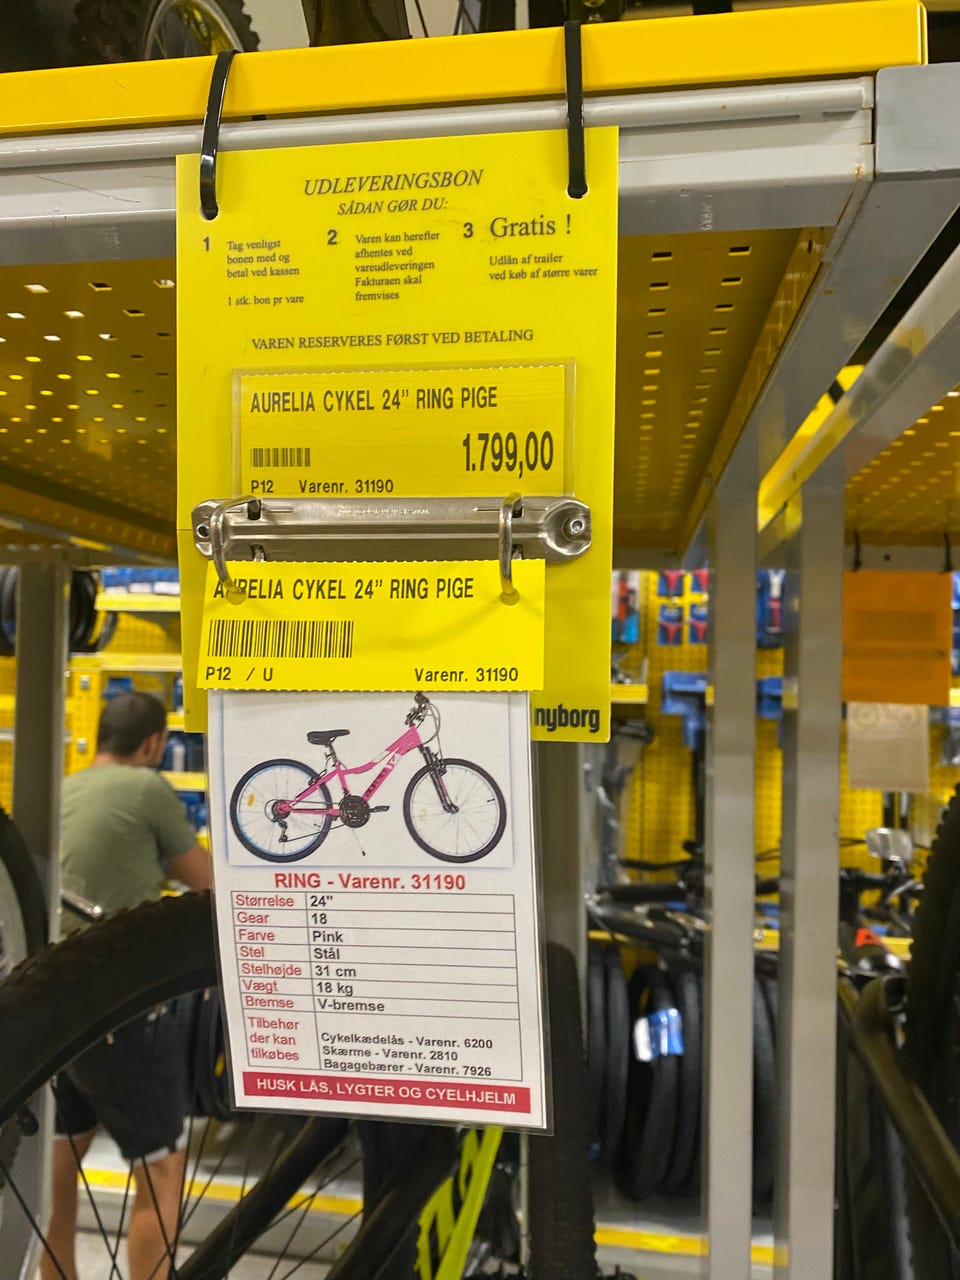 UDLEVERINGSBON
SÅDAN GØR DU:
1 Tag venligst
bonen med og
betal ved kassen
1 stk. bon pr vare
2 Varen kan herefter
afhentes ved
vareudleveringen
Fakturaen skal
fremvises
3 Gratis !
Udlån af trailer
ved køb af større varer
VAREN RESERVERES FØRST VED BETALING
AURELIA CYKEL 24" RING PIGE
1.799,00
P12 Varenr. 31190
AURELIA CYKEL 24" RING PIGE
P12 / U Varenr. 31190
nyborg
RING - Varenr. 31190
Størrelse 24"
Gear 18
Farve Pink
Stel Stål
Stelhøjde 31 cm
Vægt 18 kg
Bremse V-bremse
Tilbehør
der kan
tilkøbes
Cykelkædelås - Varenr. 6200
Skærme - Varenr. 2810
Bagagebærer - Varenr. 7926
HUSK LÅS, LYGTER OG CYELHJELM